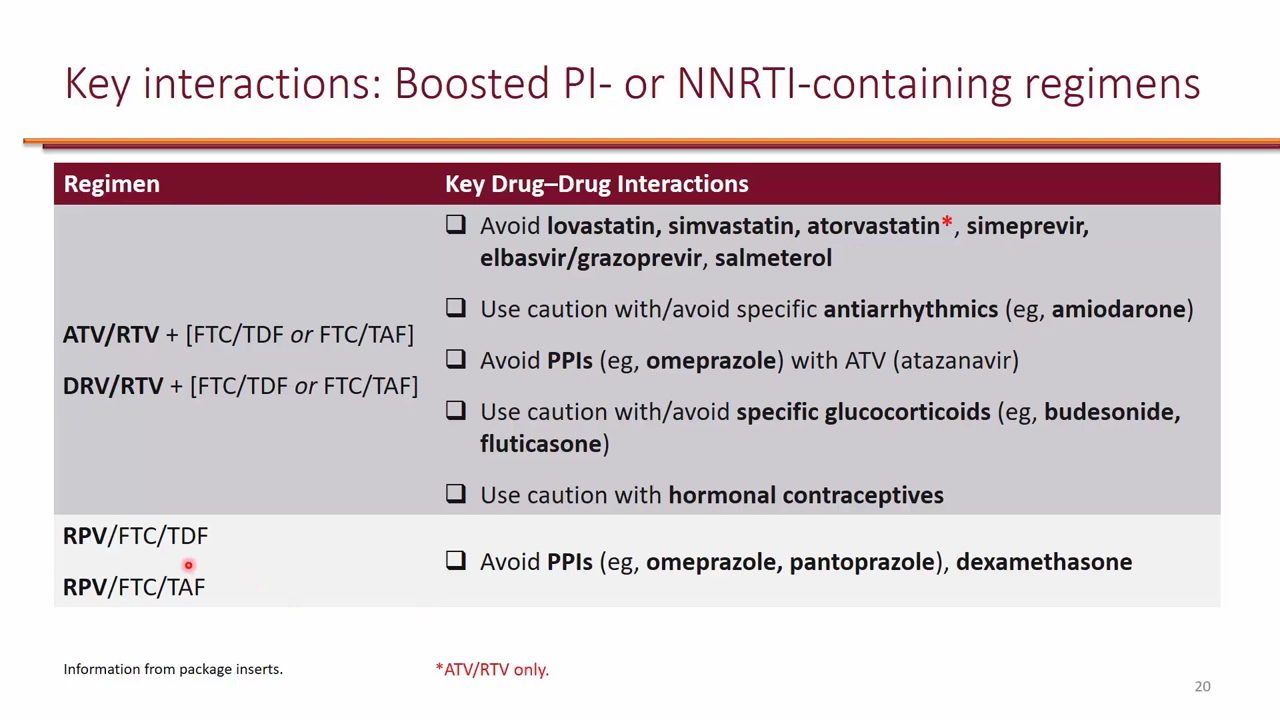 Key interactions: Boosted PI- or NNRTI-containing regimens
Regimen
Key Drug–Drug Interactions
ATV/RTV + [FTC/TDF or FTC/TAF]
DRV/RTV + [FTC/TDF or FTC/TAF]
Avoid lovastatin, simvastatin, atorvastatin*, simeprevir,
elbasvir/grazoprevir, salmeterol
Use caution with/avoid specific antiarrhythmics (eg, amiodarone)
Avoid PPIs (eg, omeprazole) with ATV (atazanavir)
Use caution with/avoid specific glucocorticoids (eg, budesonide,
fluticasone)
Use caution with hormonal contraceptives
RPV/FTC/TDF
RPV/FTC/TAF
Avoid PPIs (eg, omeprazole, pantoprazole), dexamethasone
Information from package inserts.
*ATV/RTV only.
20